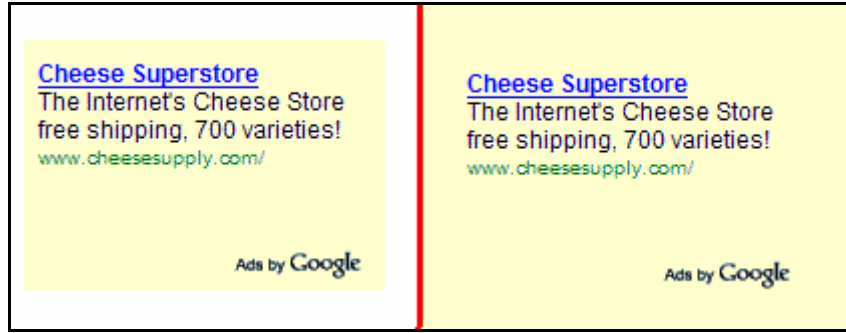 Cheese Superstore
The Internet's Cheese Store
free shipping, 700 varieties!
www.cheesesupply.com/
Ads by Google
Cheese Superstore
The Internet's Cheese Store
free shipping, 700 varieties!
www.cheesesupply.com/
Ads by Google